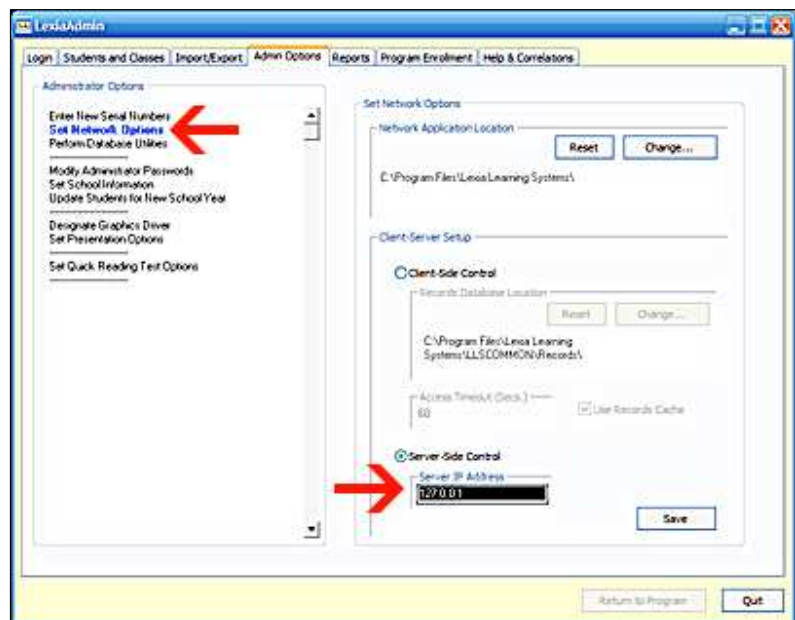 LexiaAdmin
Login Students and Classes Import/Export Admin Options Reports Program Enrolment Help & Correlations
Administrator Options
Enter New Serial Numbers
Set Network Options
Perform Database Utilities
Modify Administrator Passwords
Set School Information
Update Students for New School Year
Designate Graphics Driver
Set Presentation Options
Set Quick Reading Test Options
Set Network Options
Network Application Location
Reset Change...
C:\Program Files\Lexia Learning Systems\
Client-Server Setup
Client-Side Control
Records Database Location
Reset Change...
C:\Program Files\Lexia Learning
Systems\LLSCOMMON\Records\
Access Timeout (Secs.)
60
Use Records Cache
Server-Side Control
Server IP Address
127.0.0.1
Save
Return to Program Quit